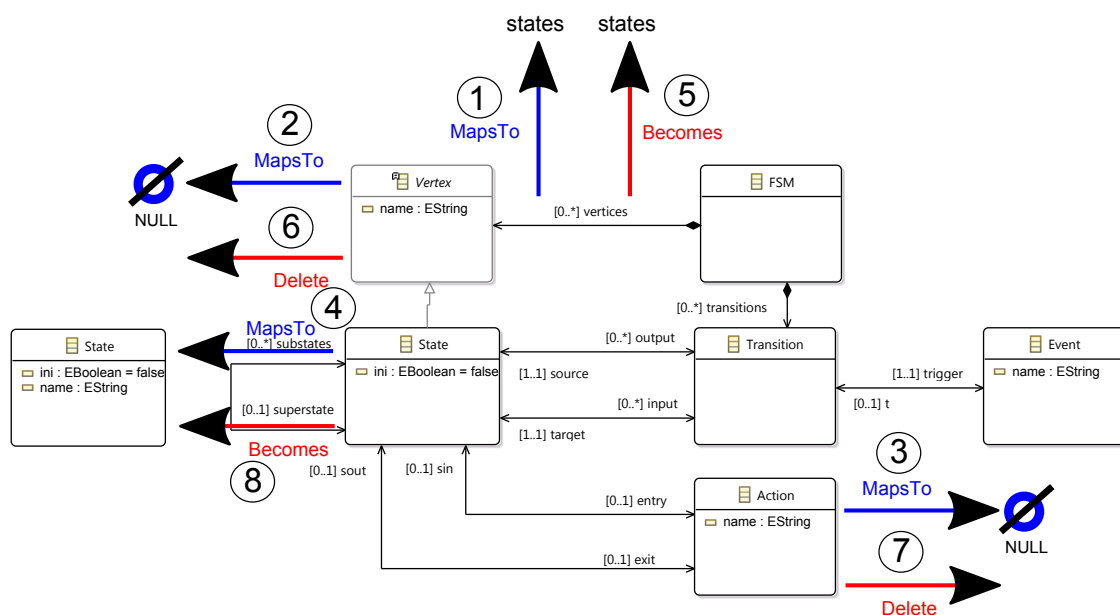 states
states
1
MapsTo
5
Becomes
2
MapsTo
NULL
6
Delete
Vertex
name : EString
[0..*] vertices
FSM
[0..*] transitions
4
MapsTo
[0..*] substates
State
ini : EBoolean = false
name : EString
[0..1] superstate
Becomes
8
State
ini : EBoolean = false
[0..*] output
[1..1] source
[0..*] input
[1..1] target
Transition
[1..1] trigger
[0..1] t
Event
name : EString
[0..1] sout
[0..1] sin
[0..1] entry
[0..1] exit
Action
name : EString
3
MapsTo
NULL
7
Delete